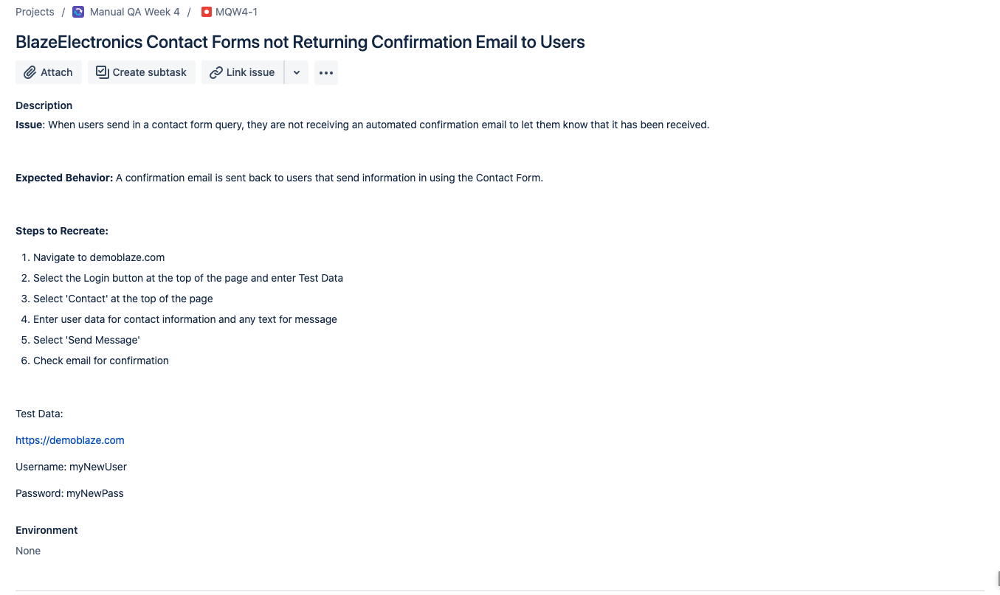 Projects / Manual QA Week 4 / MQW4-1
BlazeElectronics Contact Forms not Returning Confirmation Email to Users
Attach Create subtask Link issue
Description
Issue: When users send in a contact form query, they are not receiving an automated confirmation email to let them know that it has been received.
Expected Behavior: A confirmation email is sent back to users that send information in using the Contact Form.
Steps to Recreate:
1. Navigate to demoblaze.com
2. Select the Login button at the top of the page and enter Test Data
3. Select 'Contact' at the top of the page
4. Enter user data for contact information and any text for message
5. Select 'Send Message'
6. Check email for confirmation
Test Data:
https://demoblaze.com
Username: myNewUser
Password: myNewPass
Environment
None